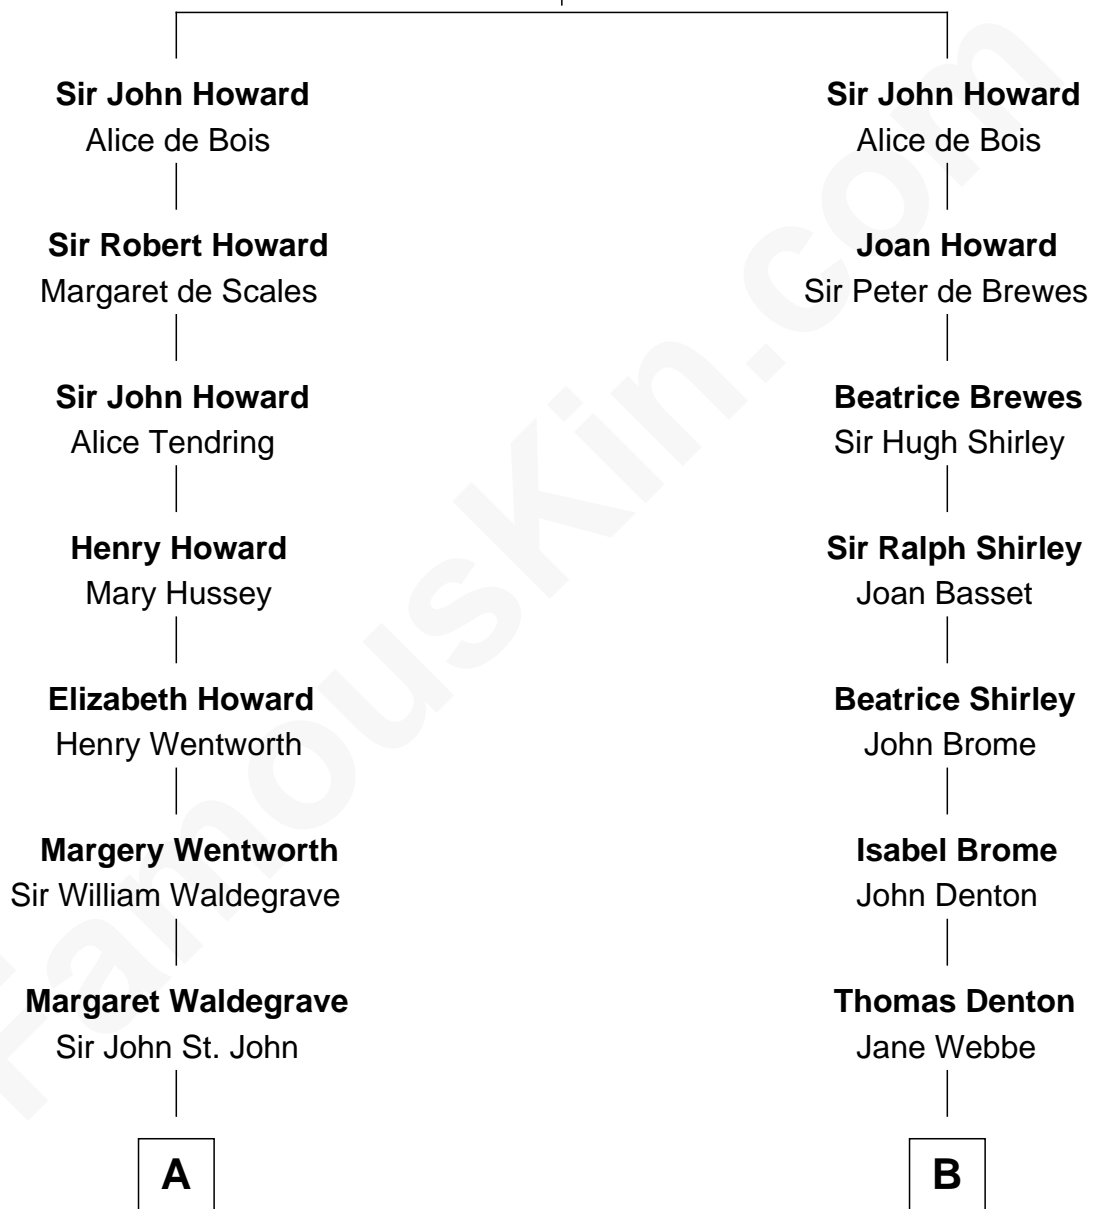 Sir John Howard
Alice de Bois
Sir John Howard
Alice de Bois
Sir Robert Howard
Margaret de Scales
Joan Howard
Sir Peter de Brewes
Sir John Howard
Alice Tendring
Beatrice Brewes
Sir Hugh Shirley
Henry Howard
Mary Hussey
Sir Ralph Shirley
Joan Basset
Elizabeth Howard
Henry Wentworth
Beatrice Shirley
John Brome
Margery Wentworth
Sir William Waldegrave
Isabel Brome
John Denton
Margaret Waldegrave
Sir John St. John
Thomas Denton
Jane Webbe
A
B
FamousKin.com